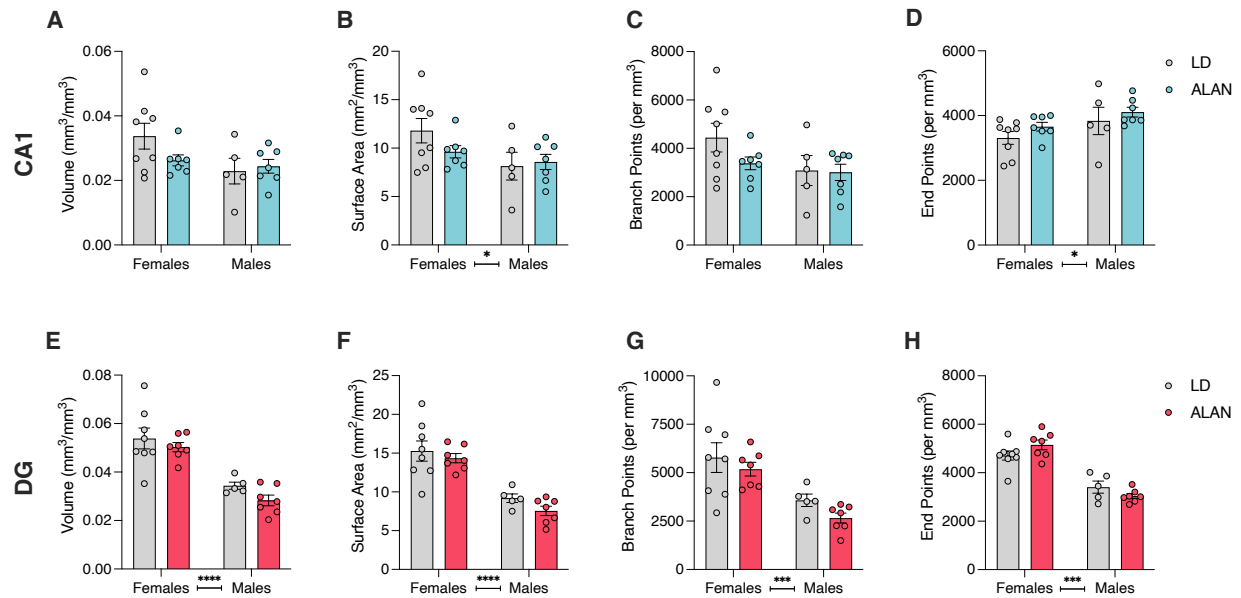 A
B
C
D
CA1
Volume (mm³/mm³)
0.06
0.04
0.02
0.00
Females
Males
Surface Area (mm²/mm³)
20
15
10
5
0
Females
*
Males
Branch Points (per mm³)
8000
6000
4000
2000
0
Females
Males
End Points (per mm³)
6000
4000
2000
0
Females
*
Males
LD
ALAN
E
F
G
H
DG
Volume (mm³/mm³)
0.08
0.06
0.04
0.02
0.00
Females
****
Males
Surface Area (mm²/mm³)
25
20
15
10
5
0
Females
****
Males
Branch Points (per mm³)
10000
7500
5000
2500
0
Females
***
Males
End Points (per mm³)
8000
6000
4000
2000
0
Females
***
Males
LD
ALAN